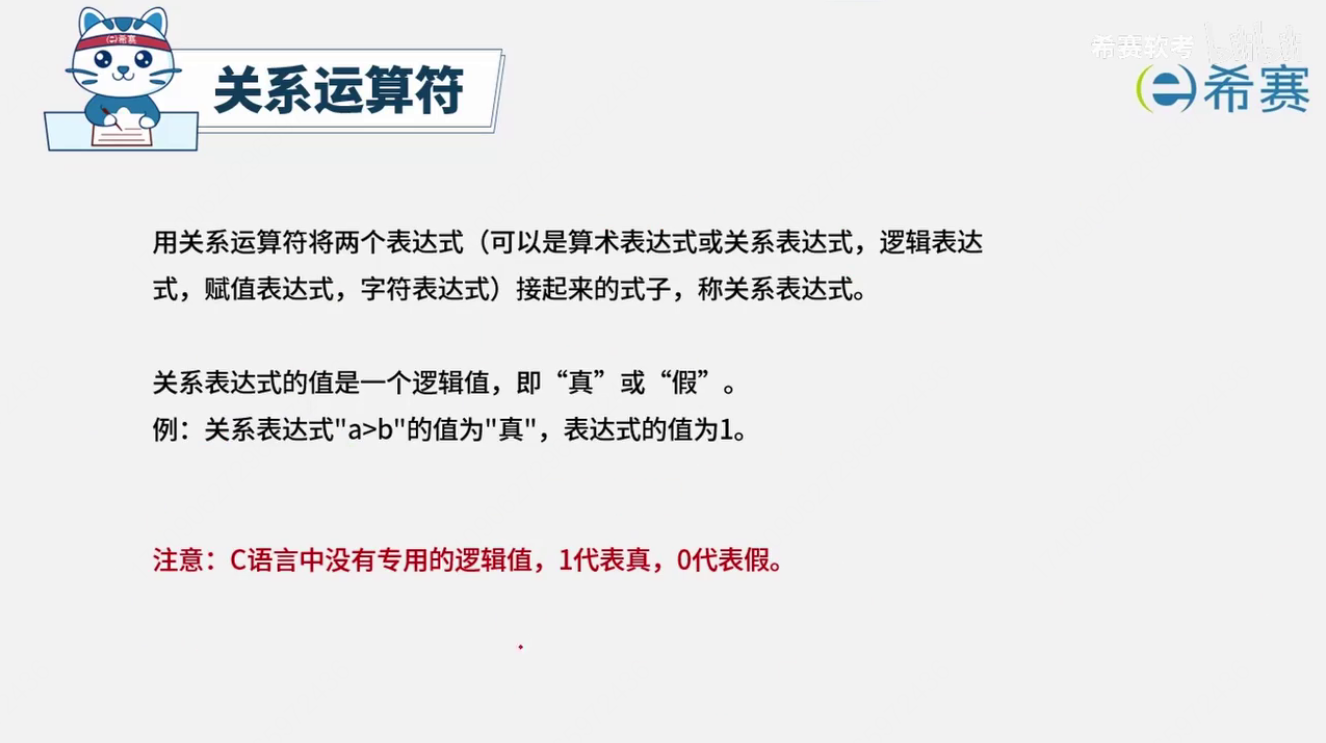 希赛
关系运算符
希赛软考
希赛
用关系运算符将两个表达式（可以是算术表达式或关系表达式，逻辑表达
式，赋值表达式，字符表达式）接起来的式子，称关系表达式。
关系表达式的值是一个逻辑值，即“真”或“假”。
例：关系表达式"a>b"的值为"真"，表达式的值为1。
注意：C语言中没有专用的逻辑值，1代表真，0代表假。